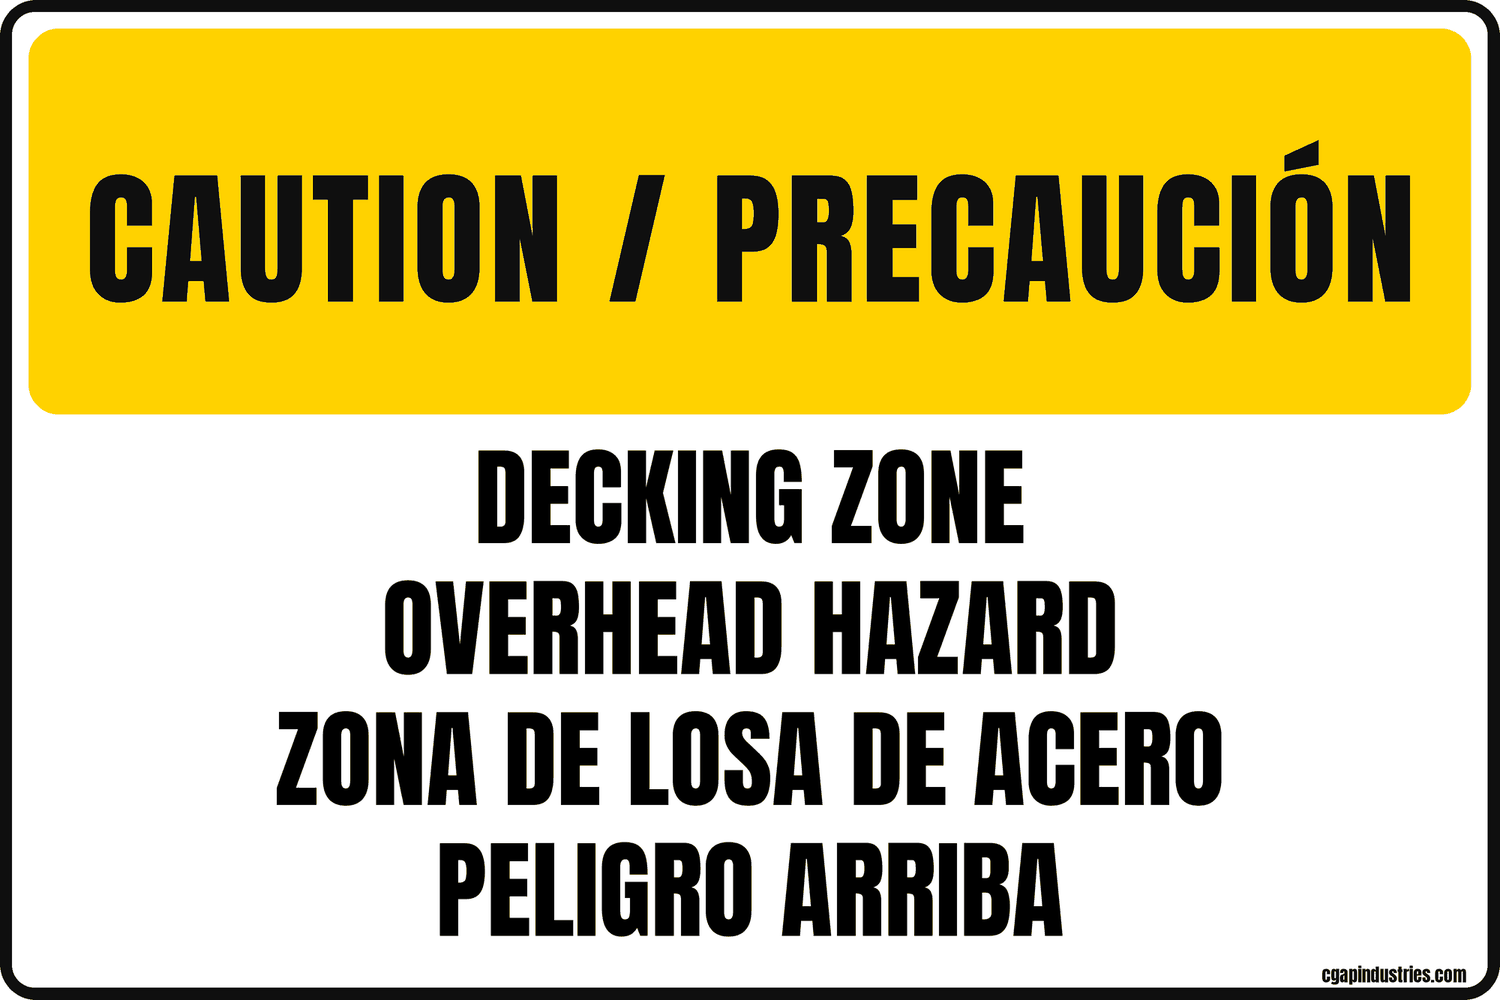 CAUTION / PRECAUCIÓN
DECKING ZONE
OVERHEAD HAZARD
ZONA DE LOSA DE ACERO
PELIGRO ARRIBA
cgapindustries.com